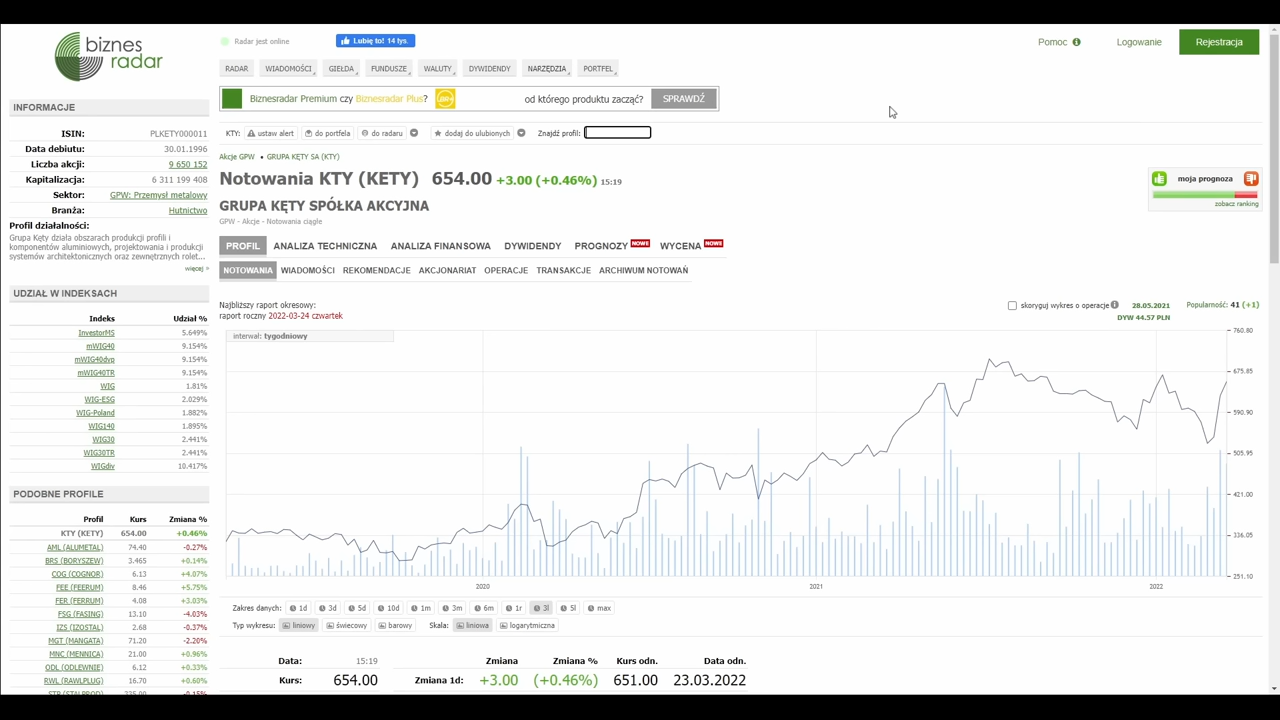 biznes
radar
Radar jest online
Lubię to! 14 tys.
Pomoc
Logowanie
Rejestracja
RADAR WIADOMOŚCI GIEŁDA FUNDUSZE WALUTY DYWIDENDY NARZĘDZIA PORTFEL
Biznesradar Premium czy Biznesradar Plus? BR+ od którego produktu zacząć? SPRAWDŹ
KTY: ustaw alert do portfela do radaru dodaj do ulubionych Znajdź profil:
Akcje GPW • GRUPA KĘTY SA (KTY)
Notowania KTY (KETY) 654.00 +3.00 (+0.46%) 15:19
GRUPA KĘTY SPÓŁKA AKCYJNA
GPW - Akcje - Notowania ciągłe
moja prognoza
zobacz ranking
PROFIL ANALIZA TECHNICZNA ANALIZA FINANSOWA DYWIDENDY PROGNOZY NOWE WYCENA NOWE
NOTOWANIA WIADOMOŚCI REKOMENDACJE AKCJONARIAT OPERACJE TRANSAKCJE ARCHIWUM NOTOWAŃ
Najbliższy raport okresowy:
raport roczny 2022-03-24 czwartek
skoryguj wykres o operacje 28.05.2021 Popularność: 41 (+1)
DYW 44.57 PLN
interwał: tygodniowy
760.80
675.85
590.90
505.95
421.00
336.05
251.10
2020 2021 2022
Zakres danych: 1d 3d 5d 10d 1m 3m 6m 1r 3l 5l max
Typ wykresu: liniowy świecowy barowy Skala: liniowa logarytmiczna
Data: 15:19 Zmiana Zmiana % Kurs odn. Data odn.
Kurs: 654.00 Zmiana 1d: +3.00 (+0.46%) 651.00 23.03.2022
INFORMACJE
ISIN: PLKETY000011
Data debiutu: 30.01.1996
Liczba akcji: 9 650 152
Kapitalizacja: 6 311 199 408
Sektor: GPW: Przemysł metalowy
Branża: Hutnictwo
Profil działalności:
Grupa Kęty działa obszarach produkcji profili i
komponentów aluminiowych, projektowania i produkcji
systemów architektonicznych oraz zewnętrznych rolet...
więcej »
UDZIAŁ W INDEKSACH
Indeks Udział %
InvestorMS 5.649%
mWIG40 9.154%
mWIG40dvp 9.154%
mWIG40TR 9.154%
WIG 1.81%
WIG-ESG 2.029%
WIG-Poland 1.882%
WIG140 1.895%
WIG30 2.441%
WIG30TR 2.441%
WIGdiv 10.417%
PODOBNE PROFILE
Profil Kurs Zmiana %
KTY (KETY) 654.00 +0.46%
AML (ALUMETAL) 74.40 -0.27%
BRS (BORYSZEW) 3.465 +0.14%
COG (COGNOR) 6.13 +4.07%
FEE (FEERUM) 8.46 +5.75%
FER (FERRUM) 4.08 +3.03%
FSG (FASING) 13.10 -4.03%
IZS (IZOSTAL) 2.68 -0.37%
MGT (MANGATA) 71.20 -2.20%
MNC (MENNICA) 21.00 +0.96%
ODL (ODLEWNIE) 6.12 +0.33%
RWL (RAWLPLUG) 16.70 +0.60%